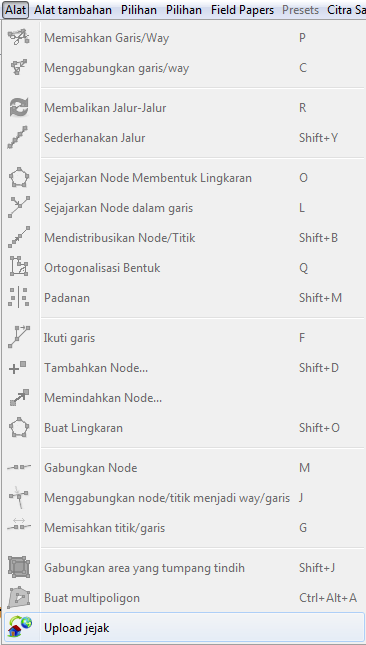 Alat Alat tambahan Pilihan Pilihan Field Papers Presets Citra Sa
Memisahkan Garis/Way P
Menggabungkan garis/way C
Membalikan Jalur-Jalur R
Sederhanakan Jalur Shift+Y
Sejajarkan Node Membentuk Lingkaran O
Sejajarkan Node dalam garis L
Mendistribusikan Node/Titik Shift+B
Ortogonalisasi Bentuk Q
Padanan Shift+M
Ikuti garis F
Tambahkan Node... Shift+D
Memindahkan Node...
Buat Lingkaran Shift+O
Gabungkan Node M
Menggabungkan node/titik menjadi way/garis J
Memisahkan titik/garis G
Gabungkan area yang tumpang tindih Shift+J
Buat multipoligon Ctrl+Alt+A
Upload jejak